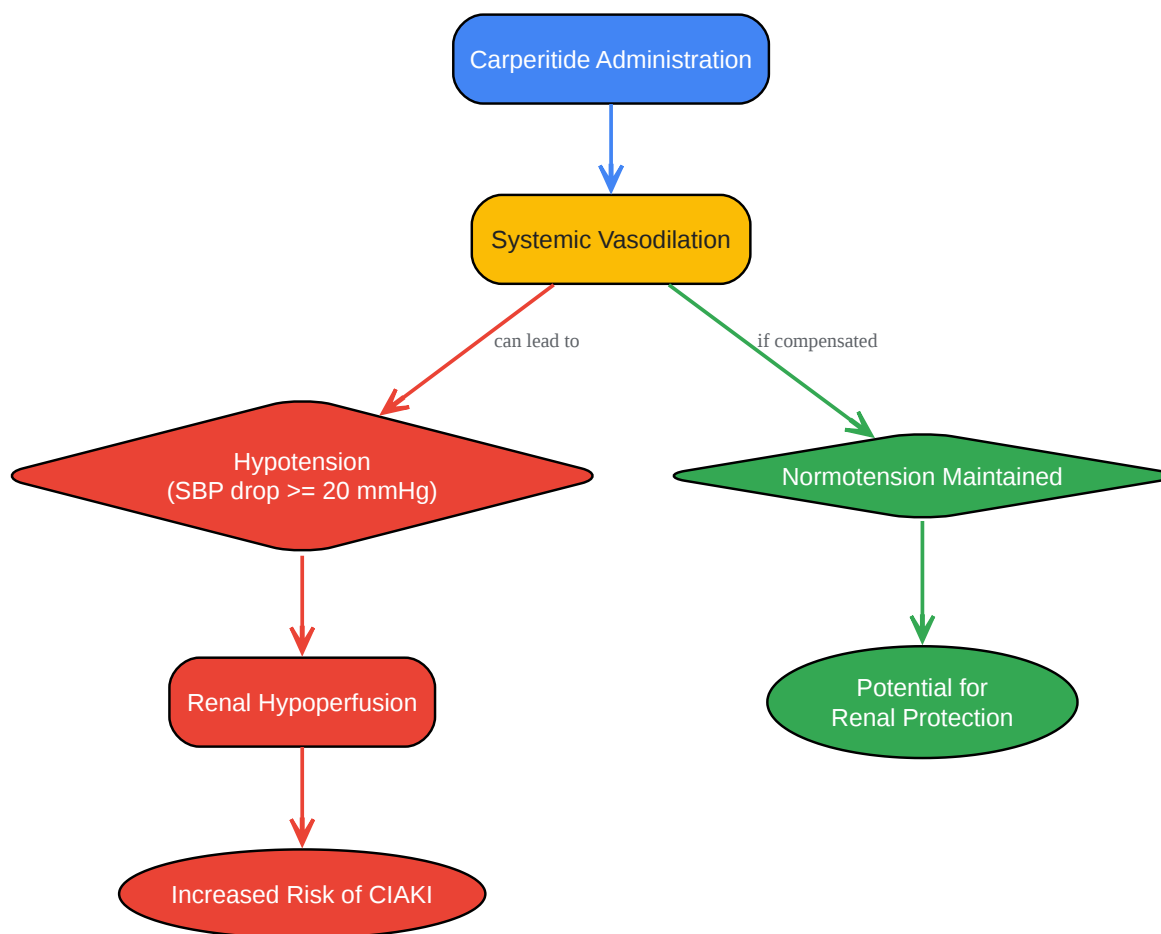 Carperitide Administration
Systemic Vasodilation
can lead to
if compensated
Hypotension
(SBP drop >= 20 mmHg)
Normotension Maintained
Renal Hypoperfusion
Potential for
Renal Protection
Increased Risk of CIAKI